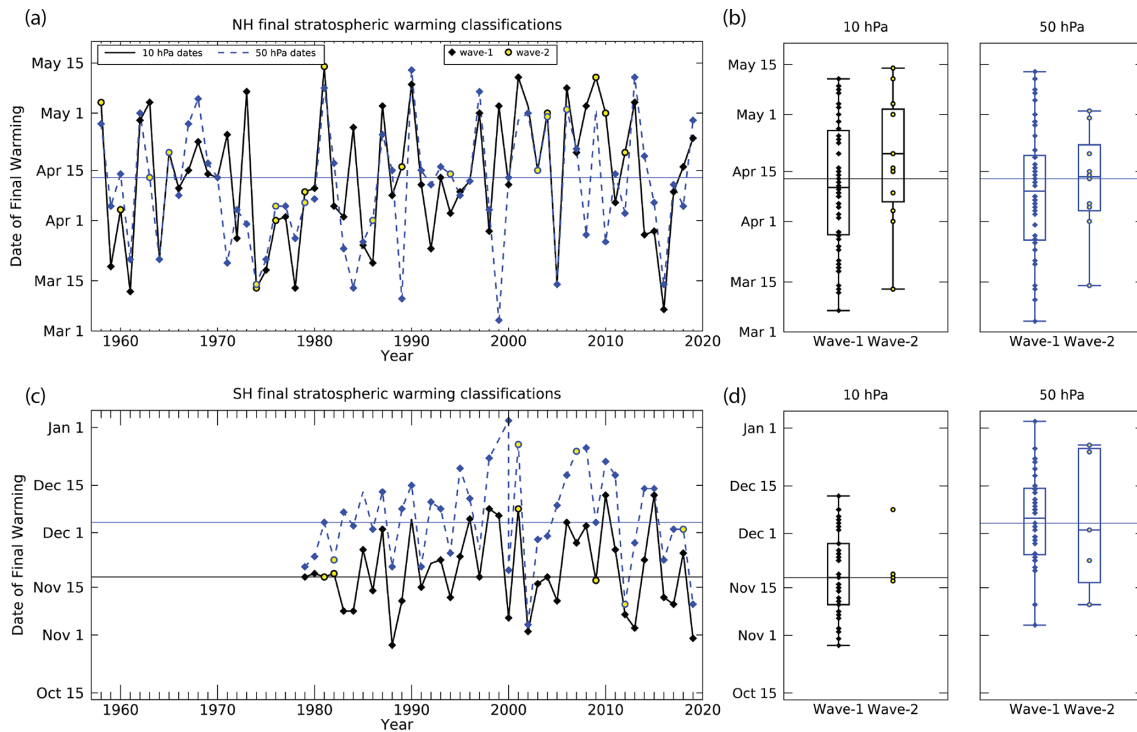 (a)
NH final stratospheric warming classifications
10 hPa dates
50 hPa dates
wave-1
wave-2
May 15
May 1
Apr 15
Apr 1
Mar 15
Mar 1
Date of Final Warming
1960
1970
1980
1990
2000
2010
2020
Year
(b)
10 hPa
50 hPa
May 15
May 1
Apr 15
Apr 1
Mar 15
Mar 1
Wave-1 Wave-2
Wave-1 Wave-2
(c)
SH final stratospheric warming classifications
Jan 1
Dec 15
Dec 1
Nov 15
Nov 1
Oct 15
Date of Final Warming
1960
1970
1980
1990
2000
2010
2020
Year
(d)
10 hPa
50 hPa
Jan 1
Dec 15
Dec 1
Nov 15
Nov 1
Oct 15
Wave-1 Wave-2
Wave-1 Wave-2